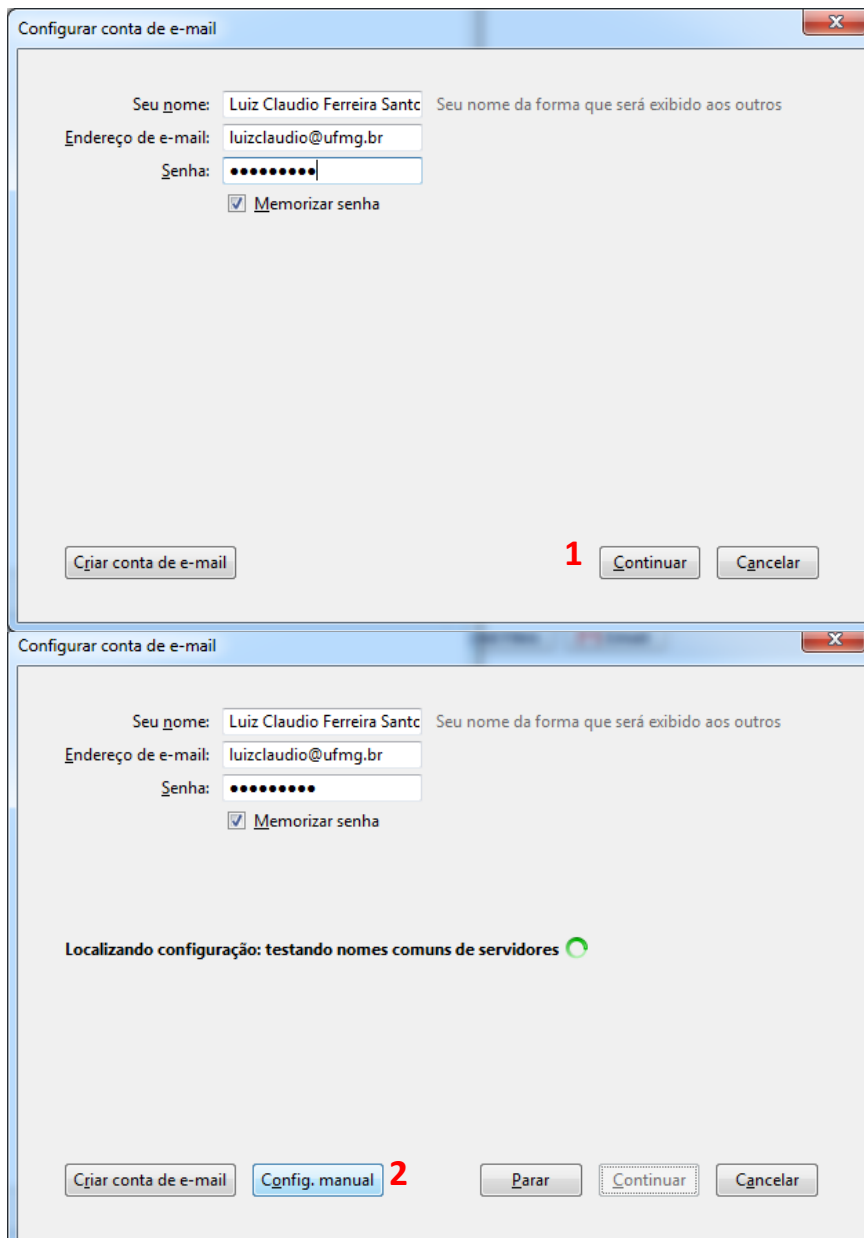 Configurar conta de e-mail
Seu nome: Luiz Claudio Ferreira Santc Seu nome da forma que será exibido aos outros
Endereço de e-mail: luizclaudio@ufmg.br
Senha: •••••••••
Memorizar senha
Criar conta de e-mail 1 Continuar Cancelar
Configurar conta de e-mail
Seu nome: Luiz Claudio Ferreira Santc Seu nome da forma que será exibido aos outros
Endereço de e-mail: luizclaudio@ufmg.br
Senha: •••••••••
Memorizar senha
Localizando configuração: testando nomes comuns de servidores
Criar conta de e-mail Config. manual 2 Parar Continuar Cancelar